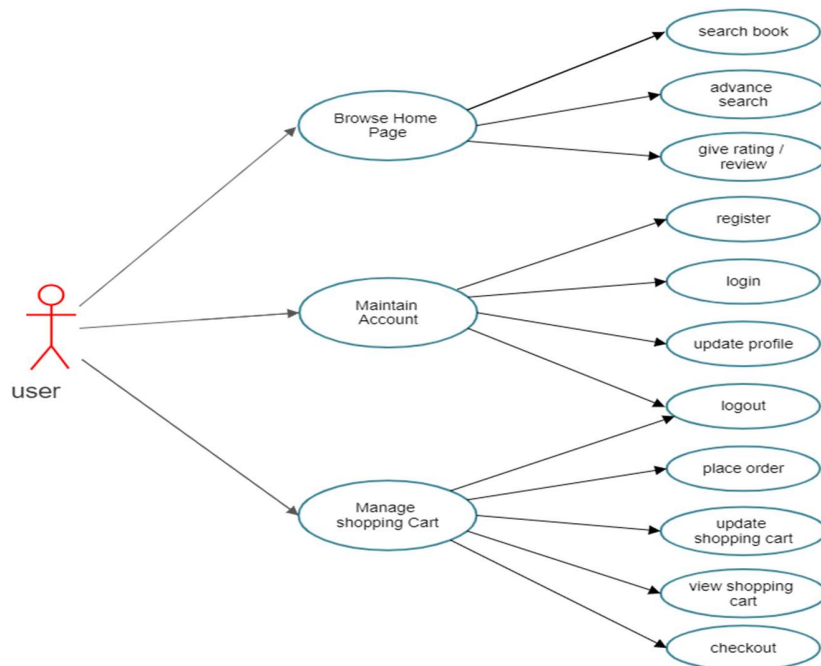 search book
advance
search
Browse Home
Page
give rating /
review
register
login
Maintain
Account
update profile
user
logout
place order
Manage
shopping Cart
update
shopping cart
view shopping
cart
checkout